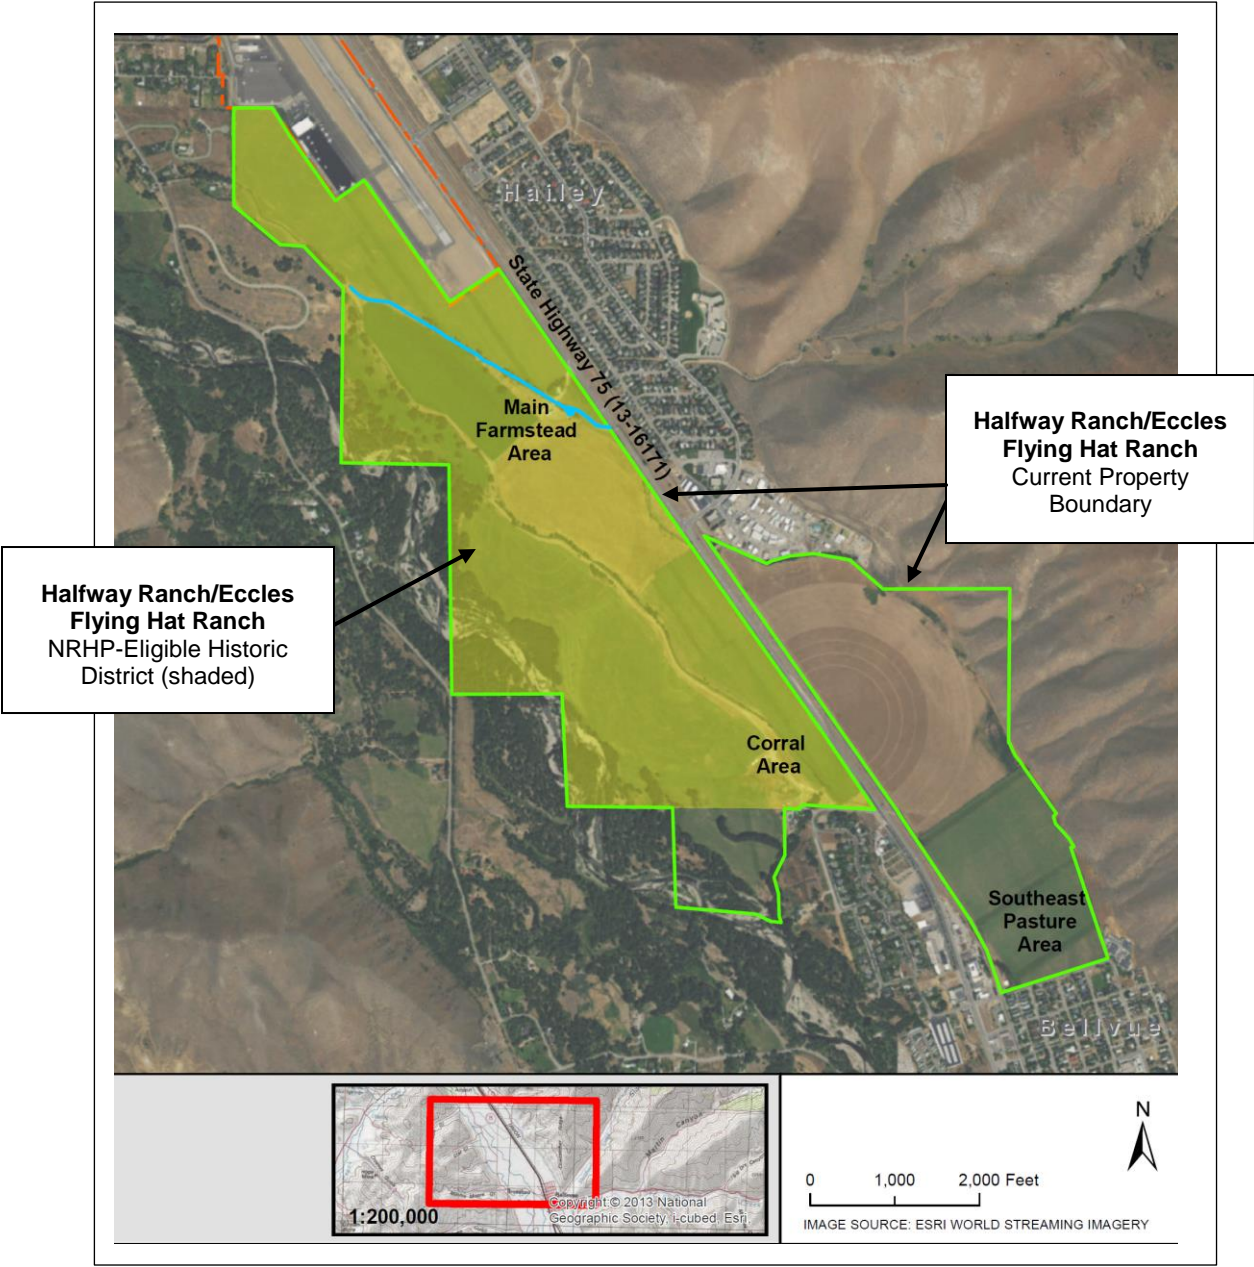 Hailey
State Highway 75 (13-16171)
Halfway Ranch/Eccles
Flying Hat Ranch
Current Property
Boundary
Main
Farmstead
Area
Halfway Ranch/Eccles
Flying Hat Ranch
NRHP-Eligible Historic
District (shaded)
Corral
Area
Southeast
Pasture
Area
Bellvue
Martin Canyon
1:200,000
Copyright:© 2013 National
Geographic Society, i-cubed, Esri
N
0 1,000 2,000 Feet
IMAGE SOURCE: ESRI WORLD STREAMING IMAGERY